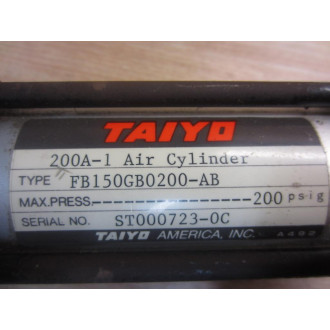 TAIYO
200A-1 Air Cylinder
TYPE FB150GB0200-AB
MAX.PRESS.----------------200 psig
SERIAL NO. ST000723-0C
TAIYO AMERICA, INC. A492